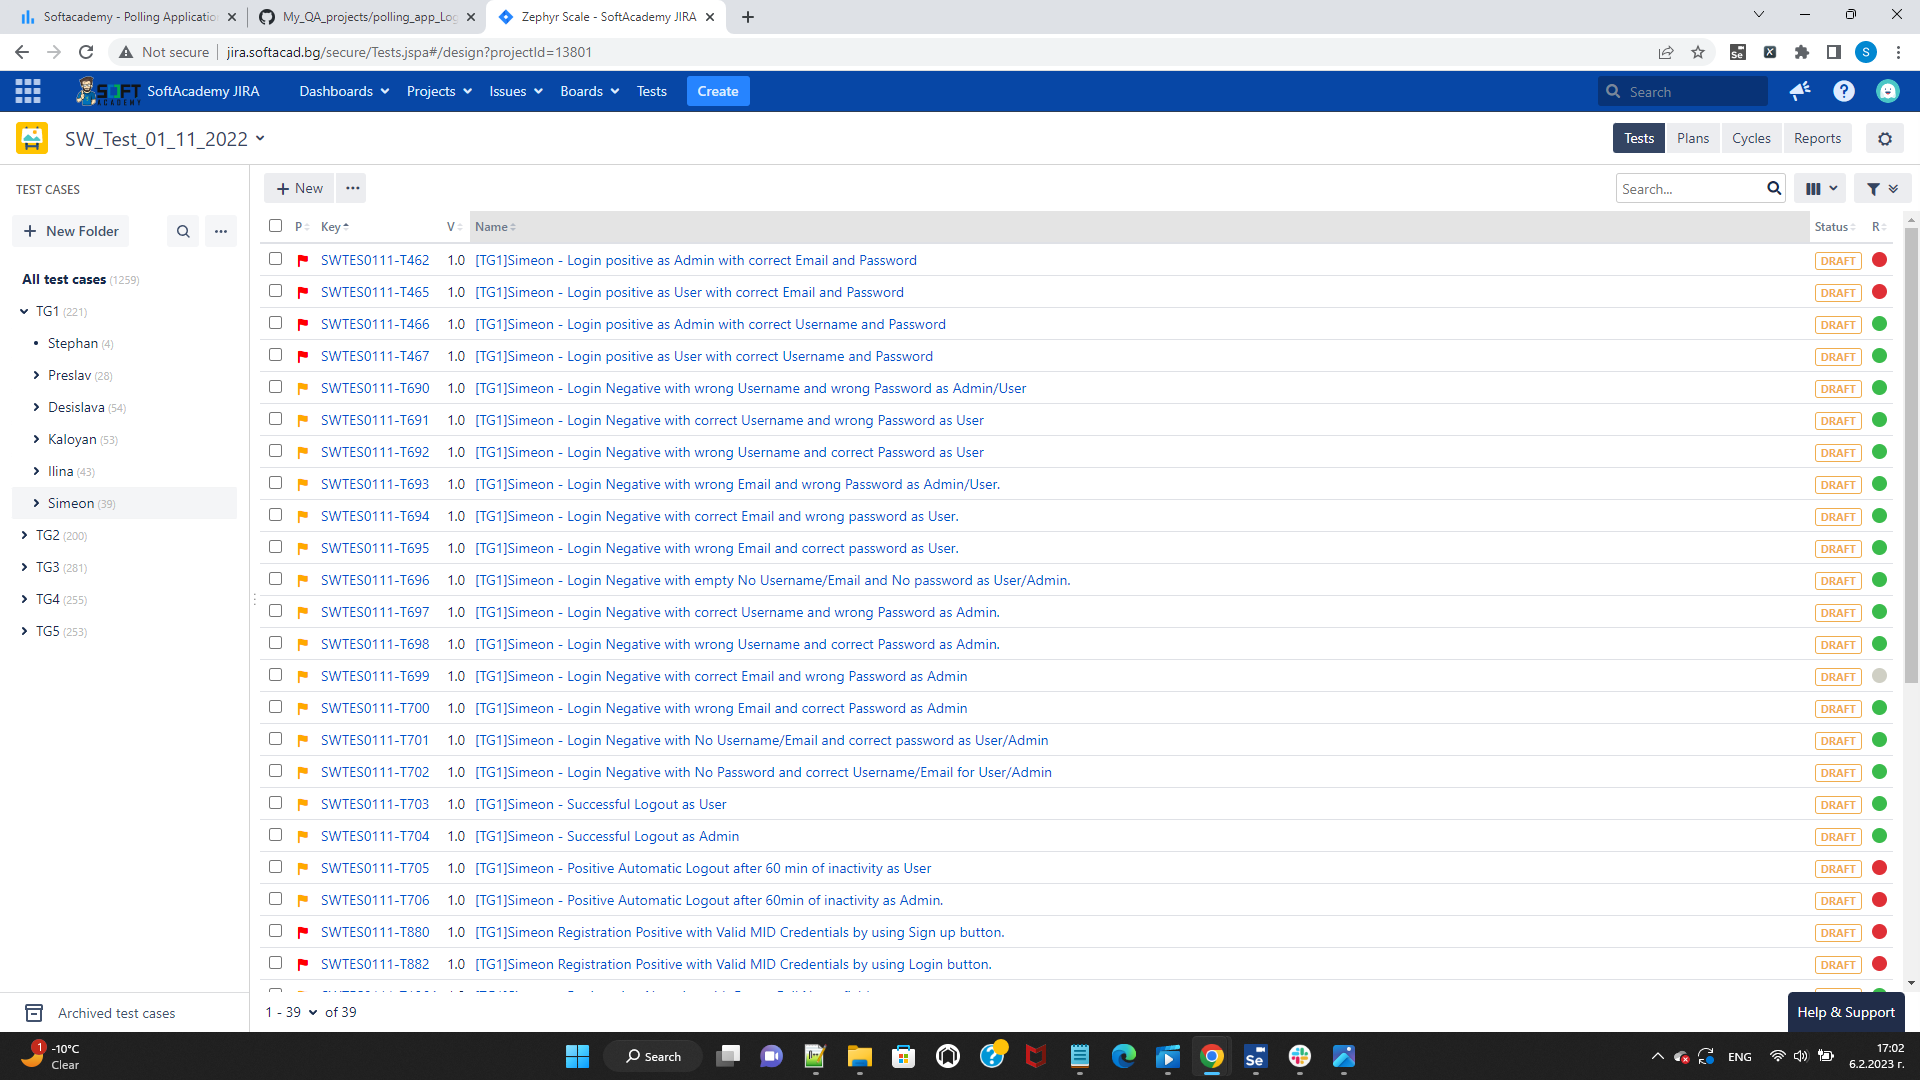 Softacademy - Polling Application
My_QA_projects/polling_app_Log
Zephyr Scale - SoftAcademy JIRA
Not secure
jira.softacad.bg/secure/Tests.jspa#/design?projectId=13801
S
SOFT ACADEMY
SoftAcademy JIRA
Dashboards
Projects
Issues
Boards
Tests
Create
Search
SW_Test_01_11_2022
Tests
Plans
Cycles
Reports
TEST CASES
+ New
...
Search...
+ New Folder
...
P
Key
V
Name
Status
R
All test cases (1259)
TG1 (221)
Stephan (4)
Preslav (28)
Desislava (54)
Kaloyan (53)
Ilina (43)
Simeon (39)
TG2 (200)
TG3 (281)
TG4 (255)
TG5 (253)
SWTES0111-T462 1.0 [TG1]Simeon - Login positive as Admin with correct Email and Password DRAFT
SWTES0111-T465 1.0 [TG1]Simeon - Login positive as User with correct Email and Password DRAFT
SWTES0111-T466 1.0 [TG1]Simeon - Login positive as Admin with correct Username and Password DRAFT
SWTES0111-T467 1.0 [TG1]Simeon - Login positive as User with correct Username and Password DRAFT
SWTES0111-T690 1.0 [TG1]Simeon - Login Negative with wrong Username and wrong Password as Admin/User DRAFT
SWTES0111-T691 1.0 [TG1]Simeon - Login Negative with correct Username and wrong Password as User DRAFT
SWTES0111-T692 1.0 [TG1]Simeon - Login Negative with wrong Username and correct Password as User DRAFT
SWTES0111-T693 1.0 [TG1]Simeon - Login Negative with wrong Email and wrong Password as Admin/User. DRAFT
SWTES0111-T694 1.0 [TG1]Simeon - Login Negative with correct Email and wrong password as User. DRAFT
SWTES0111-T695 1.0 [TG1]Simeon - Login Negative with wrong Email and correct password as User. DRAFT
SWTES0111-T696 1.0 [TG1]Simeon - Login Negative with empty No Username/Email and No password as User/Admin. DRAFT
SWTES0111-T697 1.0 [TG1]Simeon - Login Negative with correct Username and wrong Password as Admin. DRAFT
SWTES0111-T698 1.0 [TG1]Simeon - Login Negative with wrong Username and correct Password as Admin. DRAFT
SWTES0111-T699 1.0 [TG1]Simeon - Login Negative with correct Email and wrong Password as Admin DRAFT
SWTES0111-T700 1.0 [TG1]Simeon - Login Negative with wrong Email and correct Password as Admin DRAFT
SWTES0111-T701 1.0 [TG1]Simeon - Login Negative with No Username/Email and correct password as User/Admin DRAFT
SWTES0111-T702 1.0 [TG1]Simeon - Login Negative with No Password and correct Username/Email for User/Admin DRAFT
SWTES0111-T703 1.0 [TG1]Simeon - Successful Logout as User DRAFT
SWTES0111-T704 1.0 [TG1]Simeon - Successful Logout as Admin DRAFT
SWTES0111-T705 1.0 [TG1]Simeon - Positive Automatic Logout after 60 min of inactivity as User DRAFT
SWTES0111-T706 1.0 [TG1]Simeon - Positive Automatic Logout after 60min of inactivity as Admin. DRAFT
SWTES0111-T880 1.0 [TG1]Simeon Registration Positive with Valid MID Credentials by using Sign up button. DRAFT
SWTES0111-T882 1.0 [TG1]Simeon Registration Positive with Valid MID Credentials by using Login button. DRAFT
Archived test cases
1 - 39 of 39
Help & Support
1
-10°C
Clear
Search
Se
ENG
17:02
6.2.2023 г.